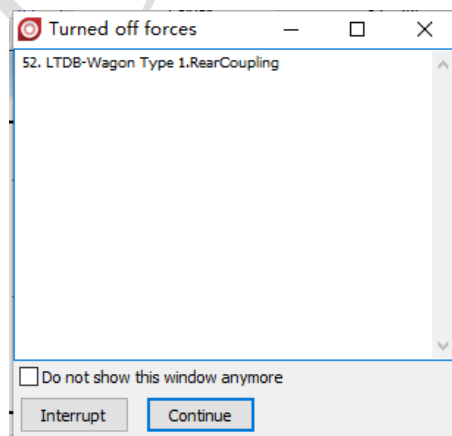 Turned off forces
52. LTDB-Wagon Type 1.RearCoupling
Do not show this window anymore
Interrupt
Continue